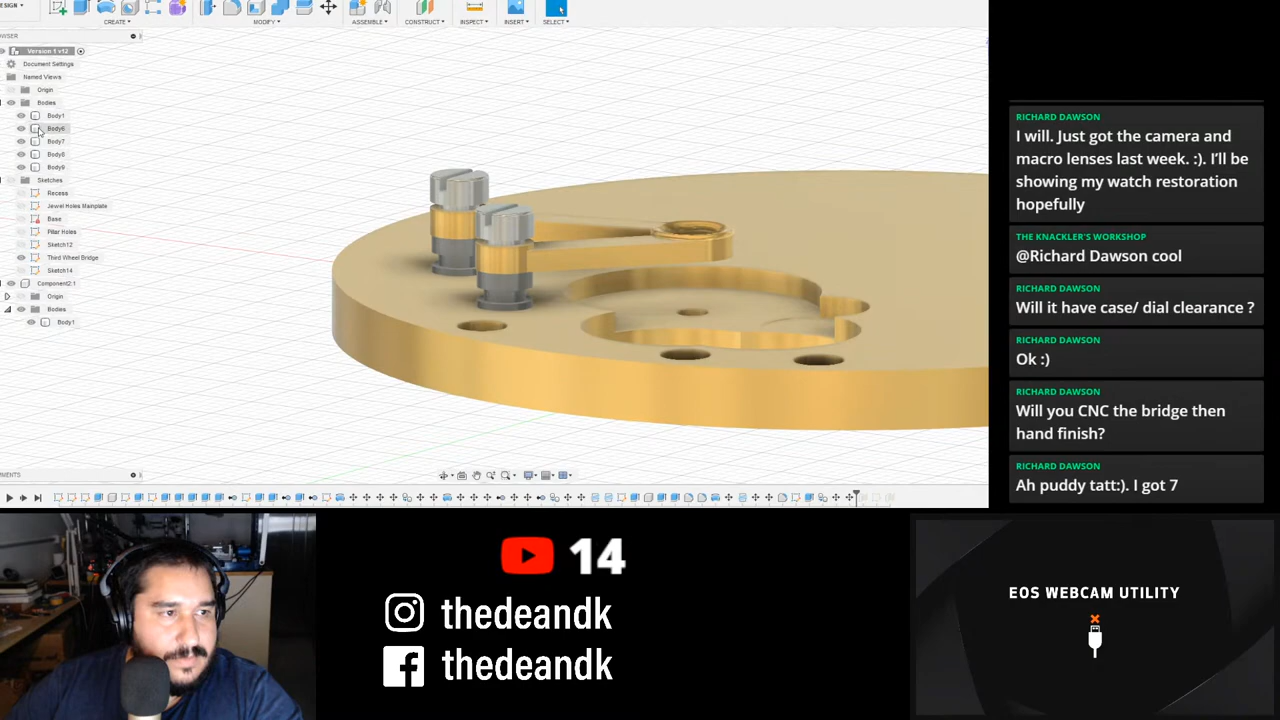 CREATE
MODIFY
ASSEMBLE
CONSTRUCT
INSPECT
INSERT
SELECT
Version 1 v12
Document Settings
Named Views
Origin
Bodies
Body1
Body6
Body7
Body8
Body9
Sketches
Recess
Jewel Holes Mainplate
Base
Pillar Holes
Sketch12
Third Wheel Bridge
Sketch14
Component2:1
Origin
Bodies
Body1
RICHARD DAWSON
I will. Just got the camera and
macro lenses last week. :). I'll be
showing my watch restoration
hopefully
THE KNACKLER'S WORKSHOP
@Richard Dawson cool
RICHARD DAWSON
Will it have case/ dial clearance ?
RICHARD DAWSON
Ok :)
RICHARD DAWSON
Will you CNC the bridge then
hand finish?
RICHARD DAWSON
Ah puddy tatt:). I got 7
14
thedeandk
thedeandk
EOS WEBCAM UTILITY